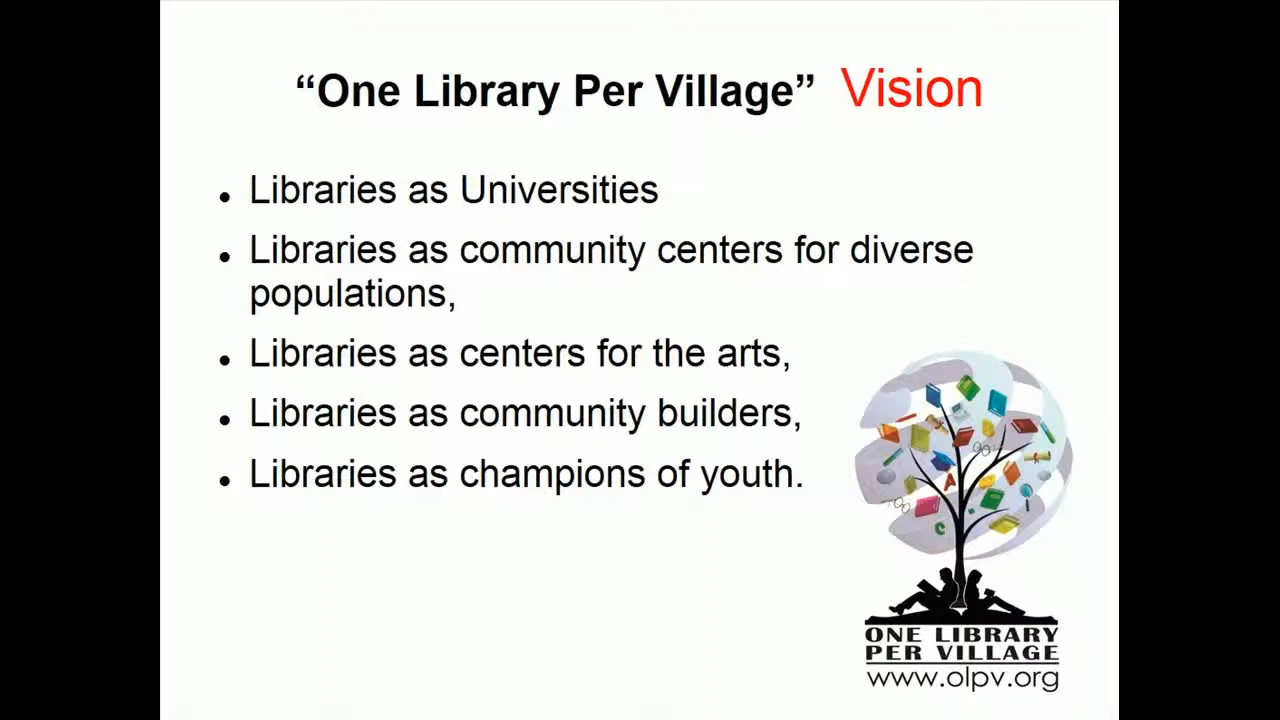 “One Library Per Village” Vision
• Libraries as Universities
• Libraries as community centers for diverse
populations,
• Libraries as centers for the arts,
• Libraries as community builders,
• Libraries as champions of youth.
A
C
ONE LIBRARY
PER VILLAGE
www.olpv.org